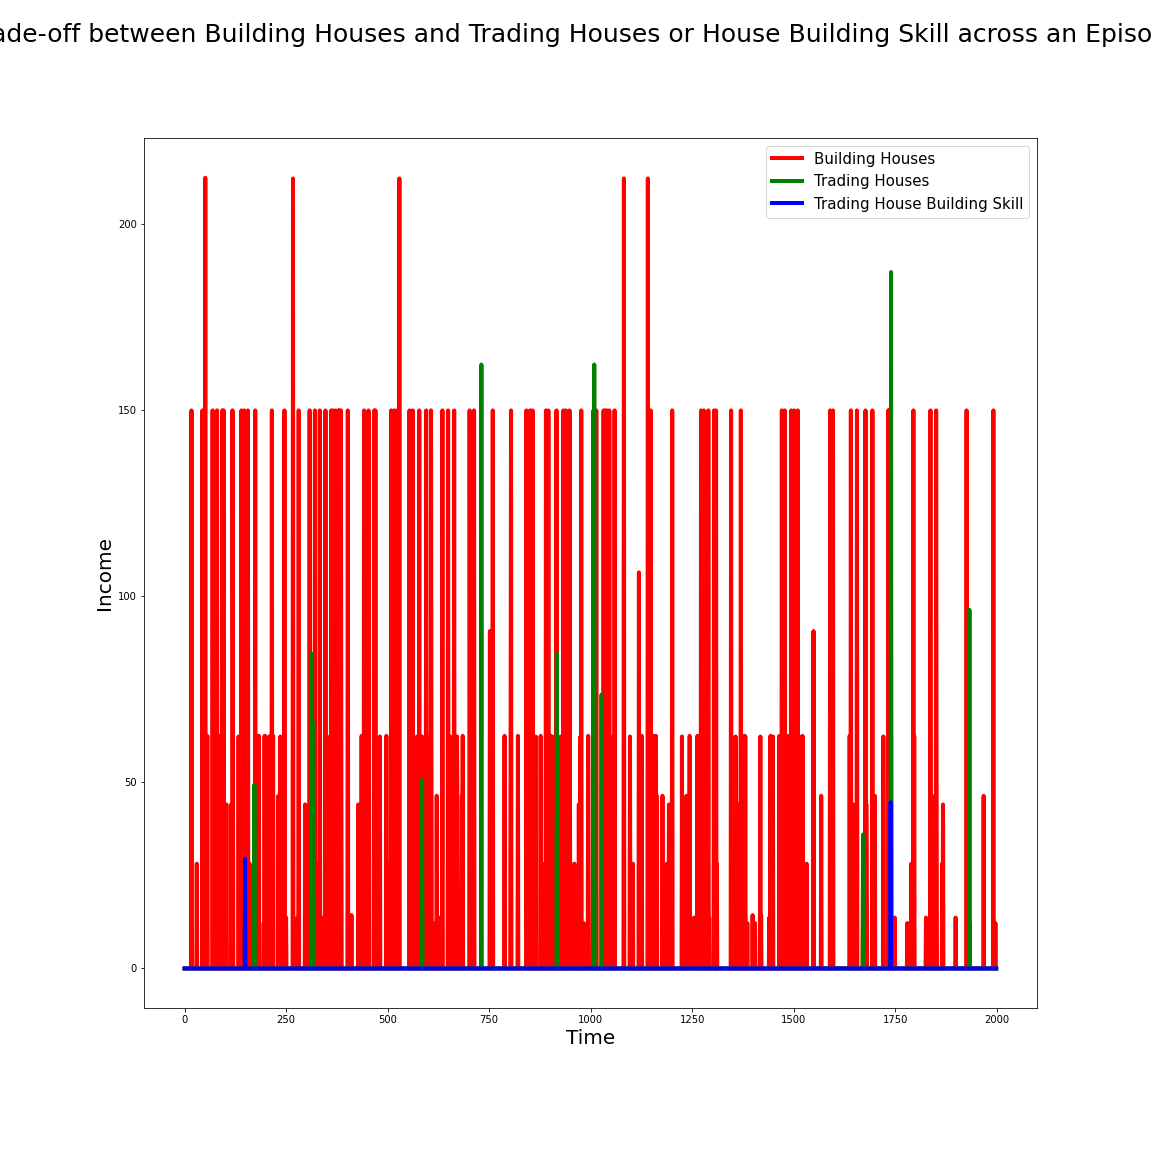 ade-off between Building Houses and Trading Houses or House Building Skill across an Episo
Building Houses
Trading Houses
Trading House Building Skill
200
150
100
50
0
Income
0 250 500 750 1000 1250 1500 1750 2000
Time